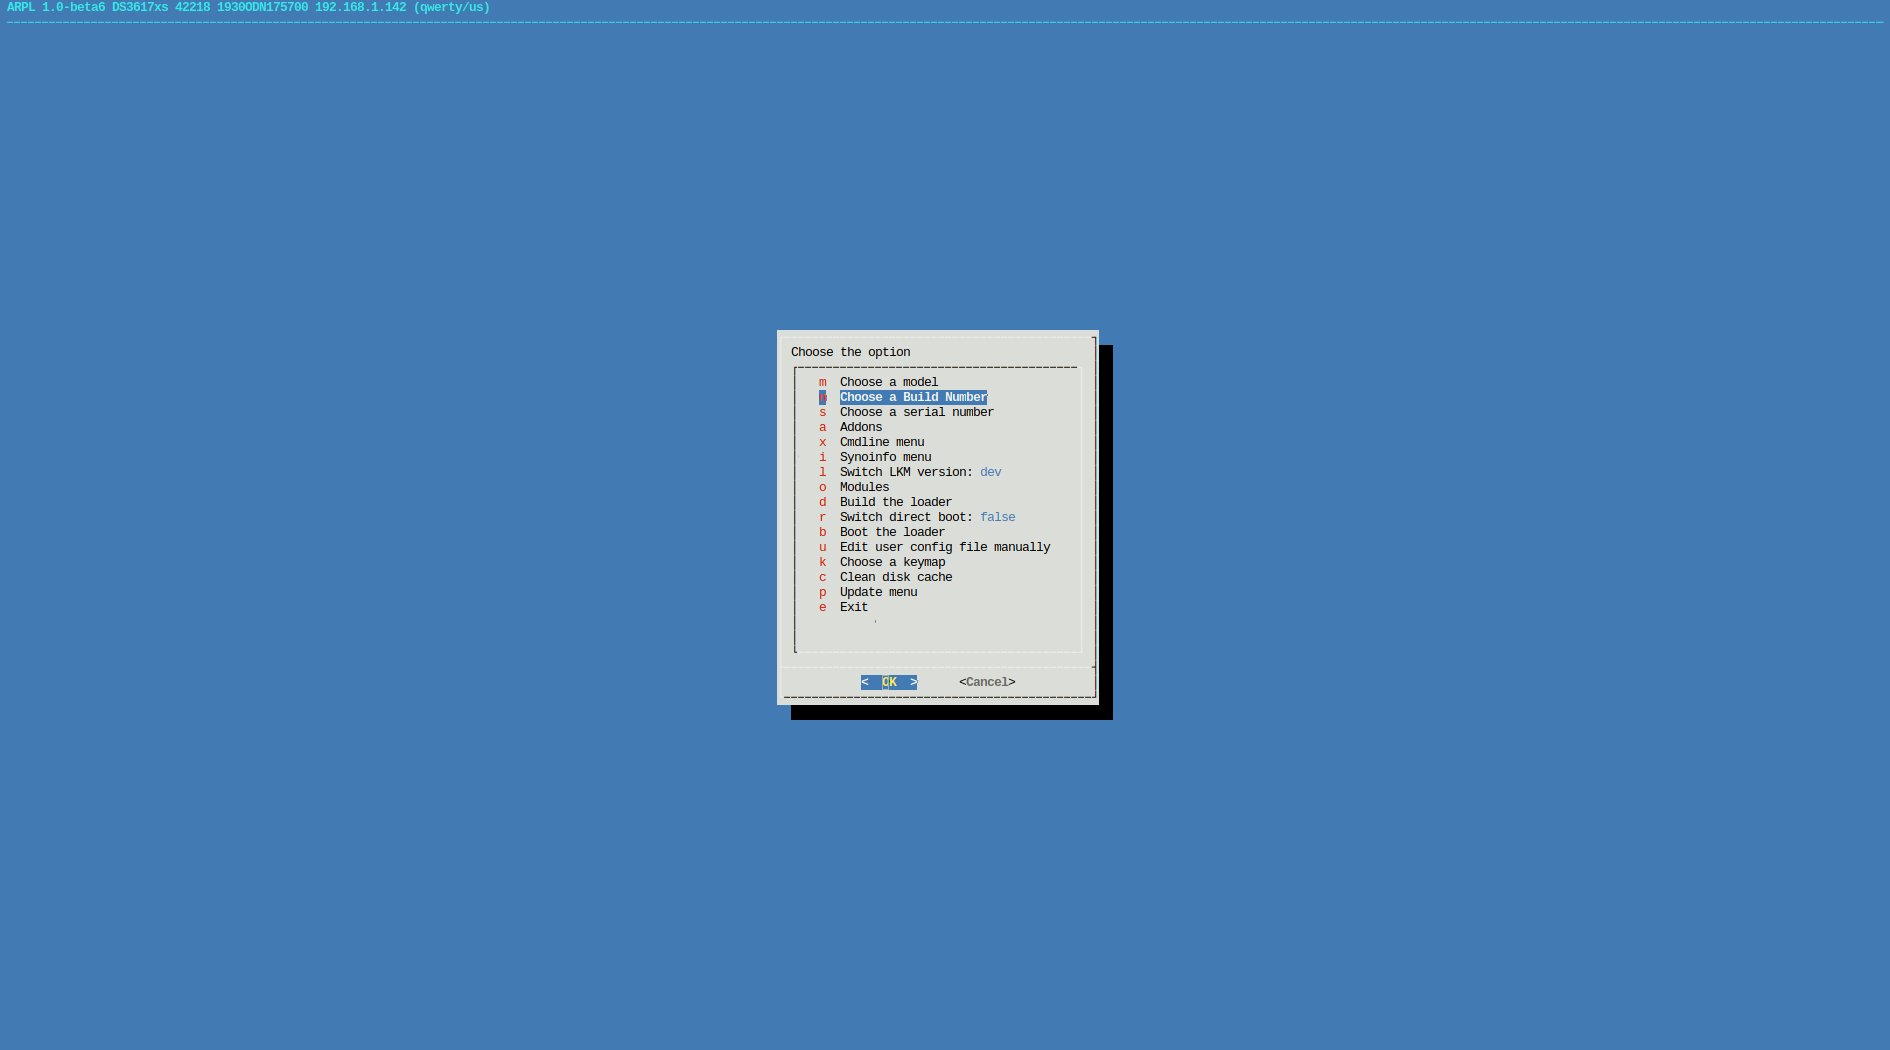 ARPL 1.0-beta6 DS3617xs 42218 1930ODN175700 192.168.1.142 (qwerty/us)
Choose the option
m Choose a model
n Choose a Build Number
s Choose a serial number
a Addons
x Cmdline menu
i Synoinfo menu
l Switch LKM version: dev
o Modules
d Build the loader
r Switch direct boot: false
b Boot the loader
u Edit user config file manually
k Choose a keymap
c Clean disk cache
p Update menu
e Exit
< OK > <Cancel>